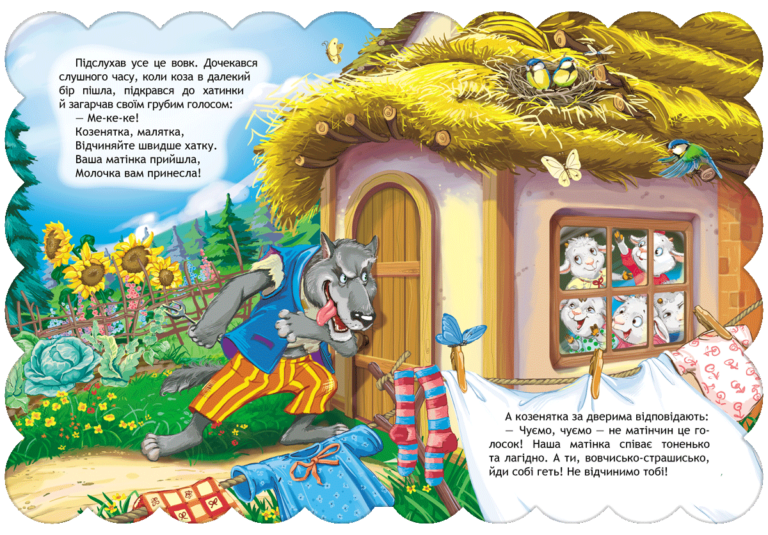 Підслухав усе це вовк. Дочекався
слушного часу, коли коза в далекий
бір пішла, підкрався до хатинки
й загарчав своїм грубим голосом:
— Ме-ке-ке!
Козенятка, малятка,
Відчиняйте швидше хатку.
Ваша матінка прийшла,
Молочка вам принесла!
А козенятка за дверима відповідають:
— Чуємо, чуємо — не матінчин це го-
лосок! Наша матінка співає тоненько
та лагідно. А ти, вовчисько-страшисько,
йди собі геть! Не відчинимо тобі!